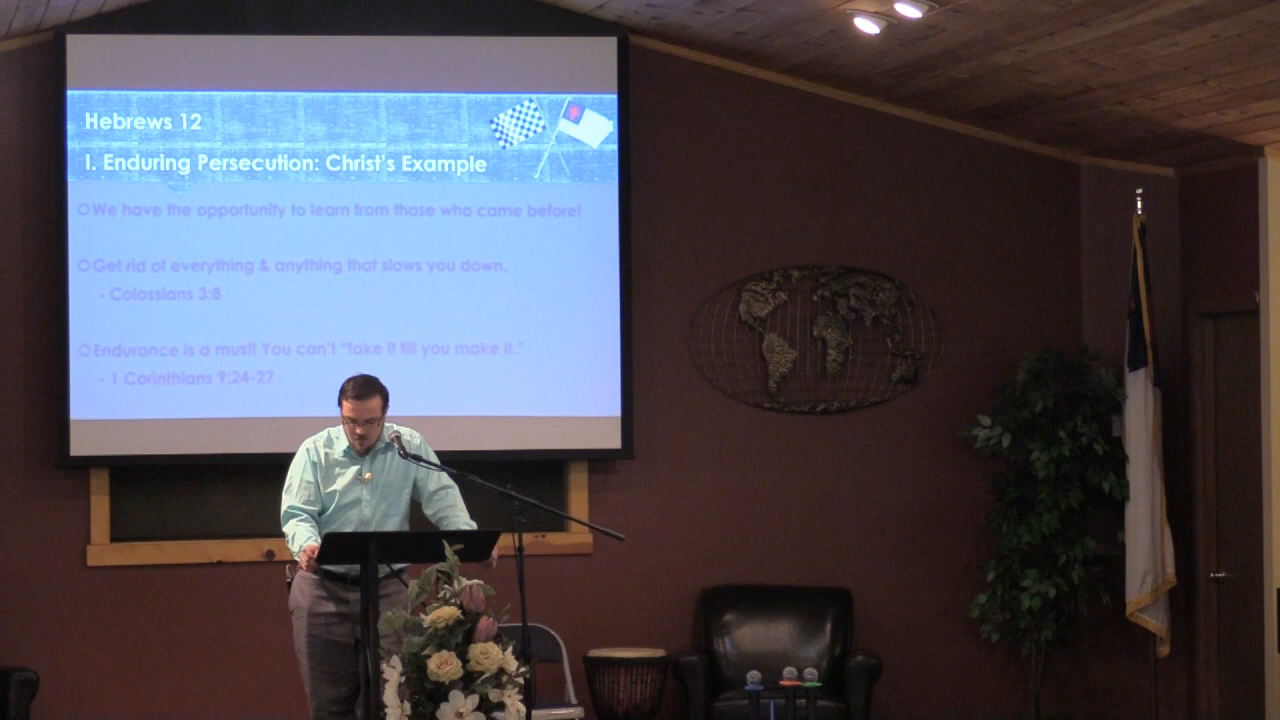 Hebrews 12
I. Enduring Persecution: Christ's Example
We have the opportunity to learn from those who came before!
Get rid of everything & anything that slows you down.
- Colossians 3:8
Endurance is a must! You can't "fake it till you make it."
- 1 Corinthians 9:24-27